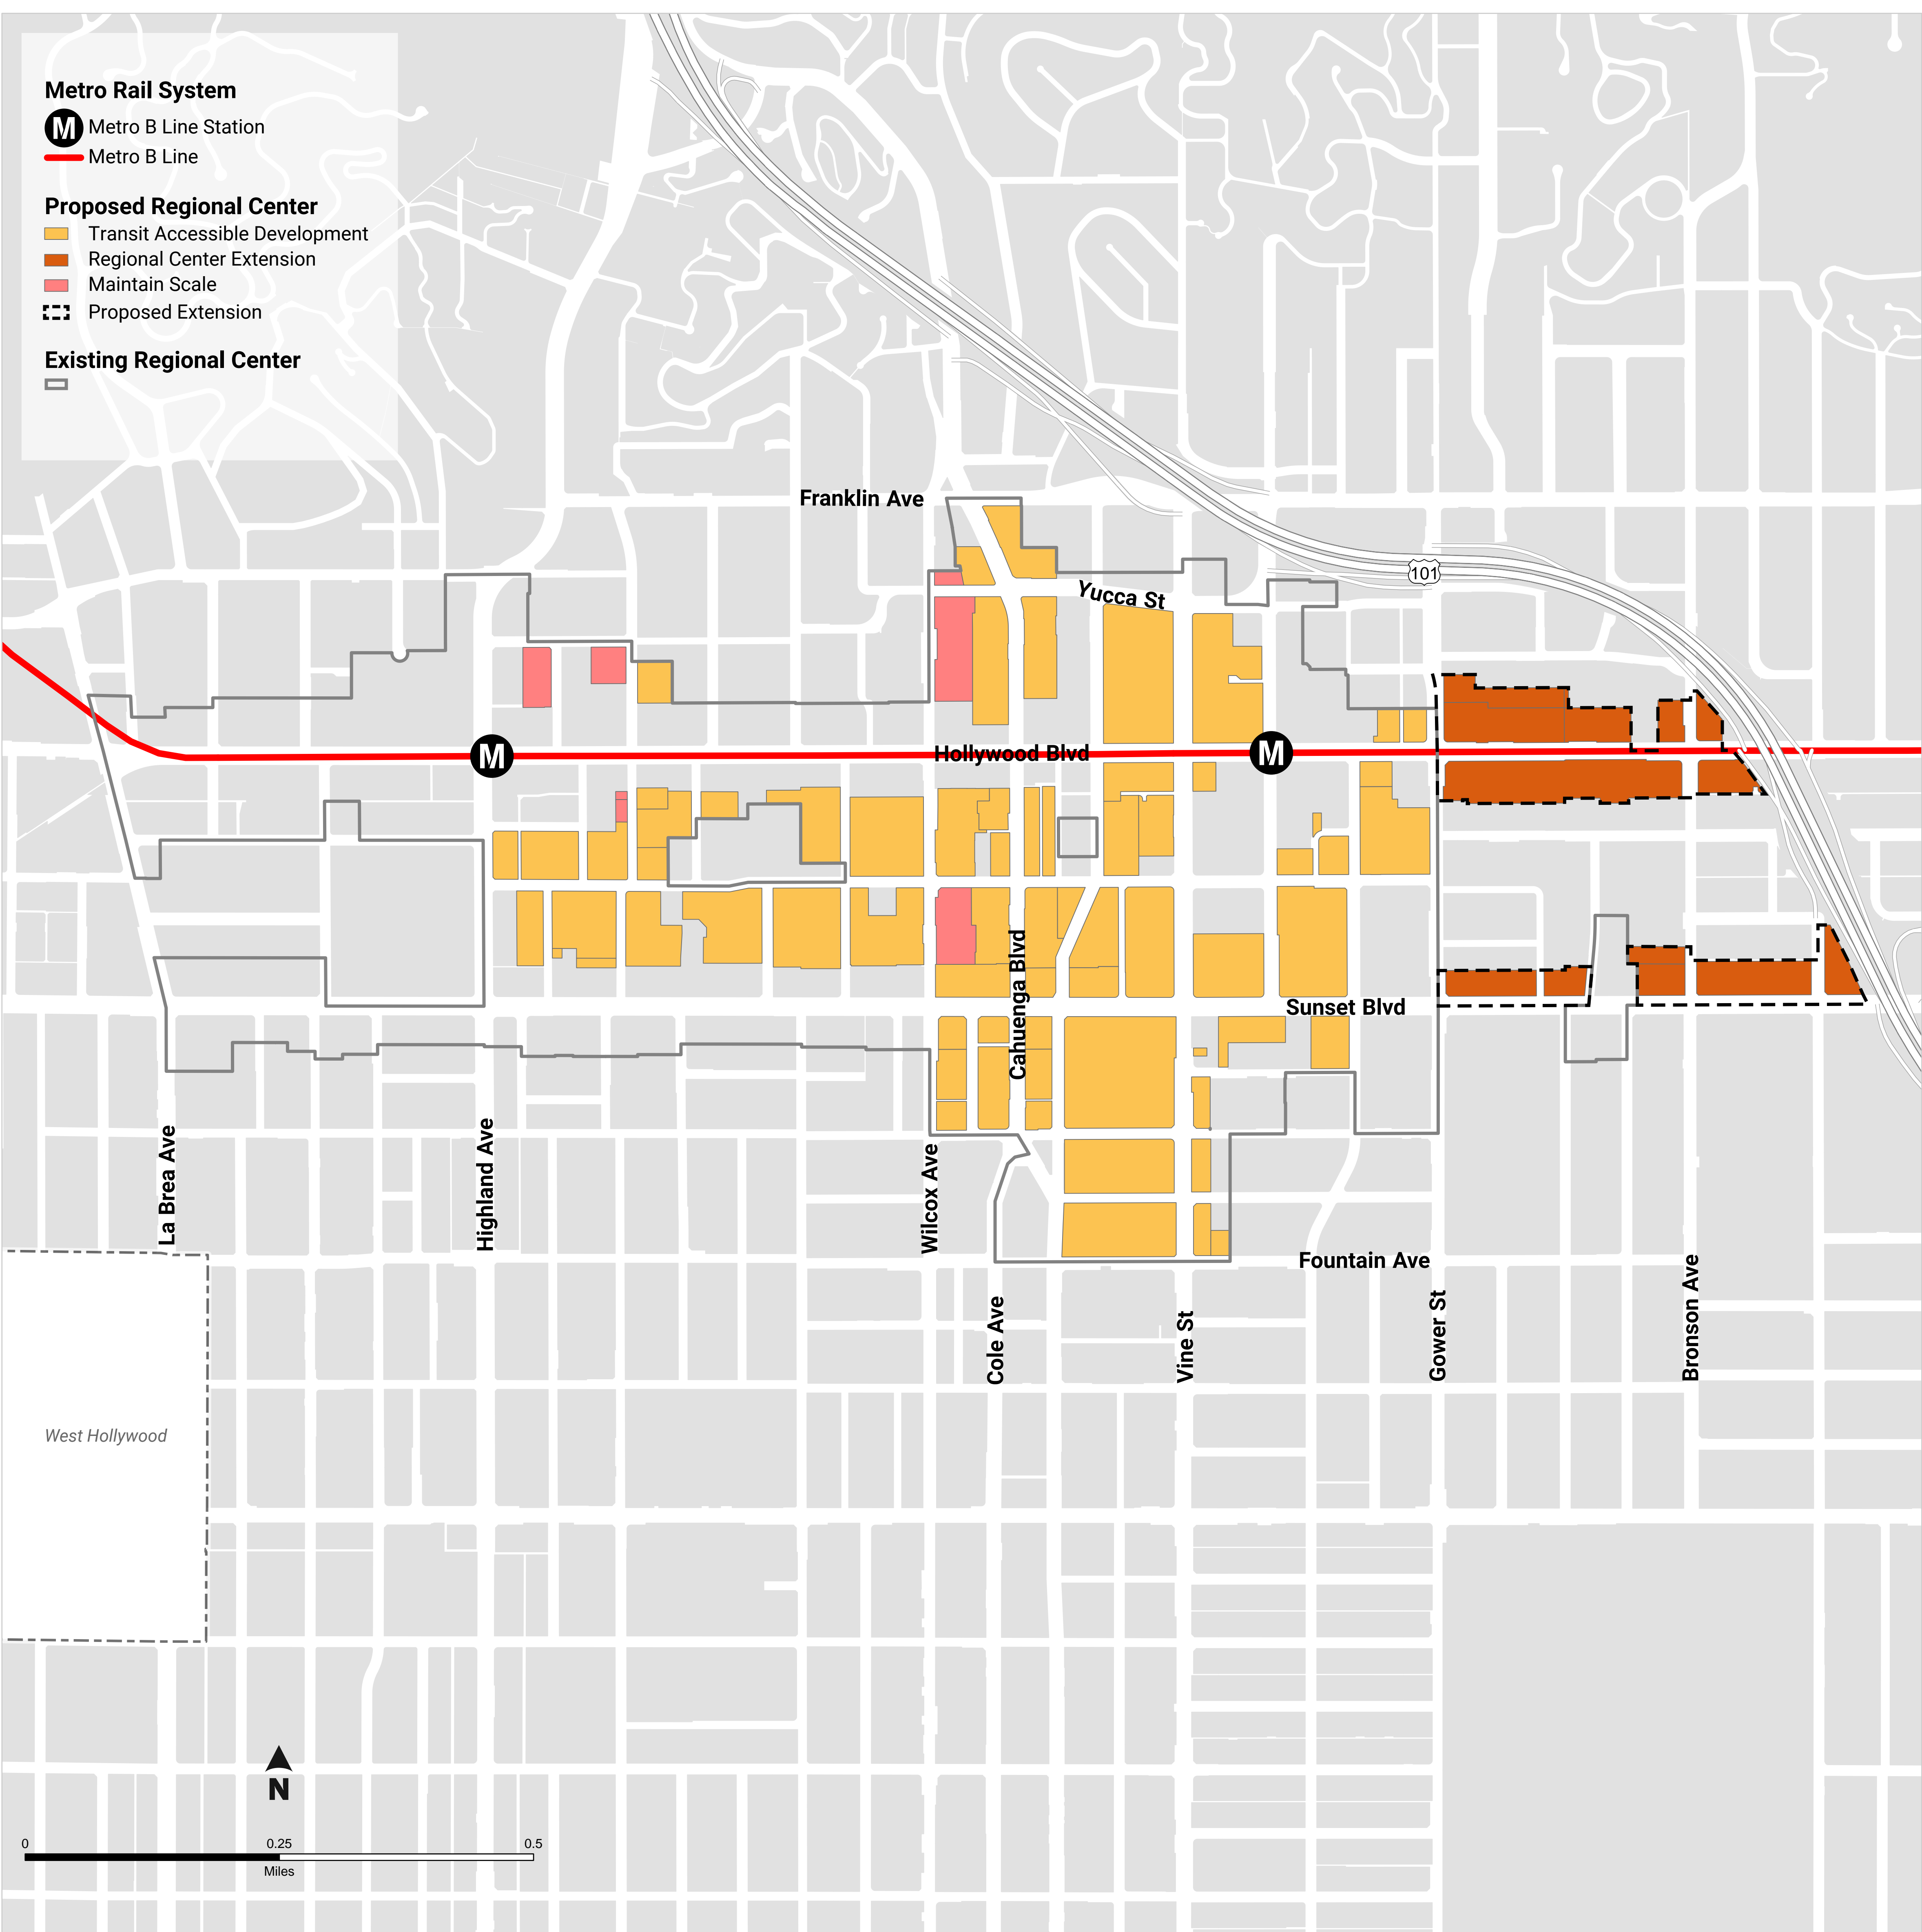 Metro Rail System
M Metro B Line Station
Metro B Line
Proposed Regional Center
Transit Accessible Development
Regional Center Extension
Maintain Scale
Proposed Extension
Existing Regional Center
Franklin Ave
101
Yucca St
M
Hollywood Blvd
M
Cahuenga Blvd
Sunset Blvd
La Brea Ave
Highland Ave
Wilcox Ave
Fountain Ave
Cole Ave
Vine St
Gower St
Bronson Ave
West Hollywood
N
0 0.25 0.5
Miles